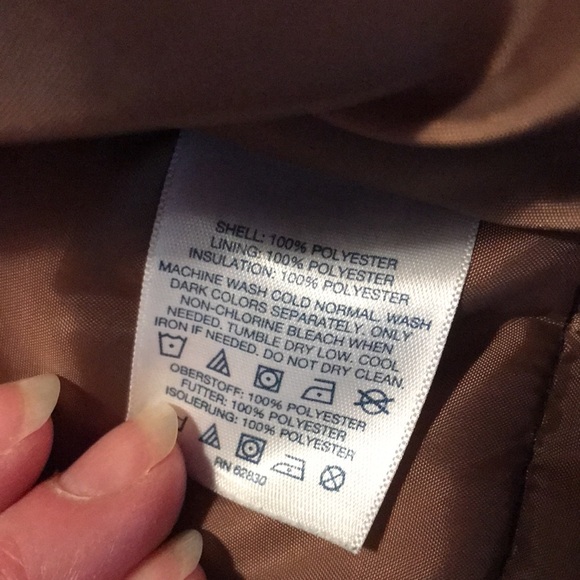 SHELL: 100% POLYESTER
LINING: 100% POLYESTER
INSULATION: 100% POLYESTER
MACHINE WASH COLD NORMAL. WASH
DARK COLORS SEPARATELY. ONLY
NON-CHLORINE BLEACH WHEN
NEEDED. TUMBLE DRY LOW. COOL
IRON IF NEEDED. DO NOT DRY CLEAN.
OBERSTOFF: 100% POLYESTER
FUTTER: 100% POLYESTER
ISOLIERUNG: 100% POLYESTER
RN 62830